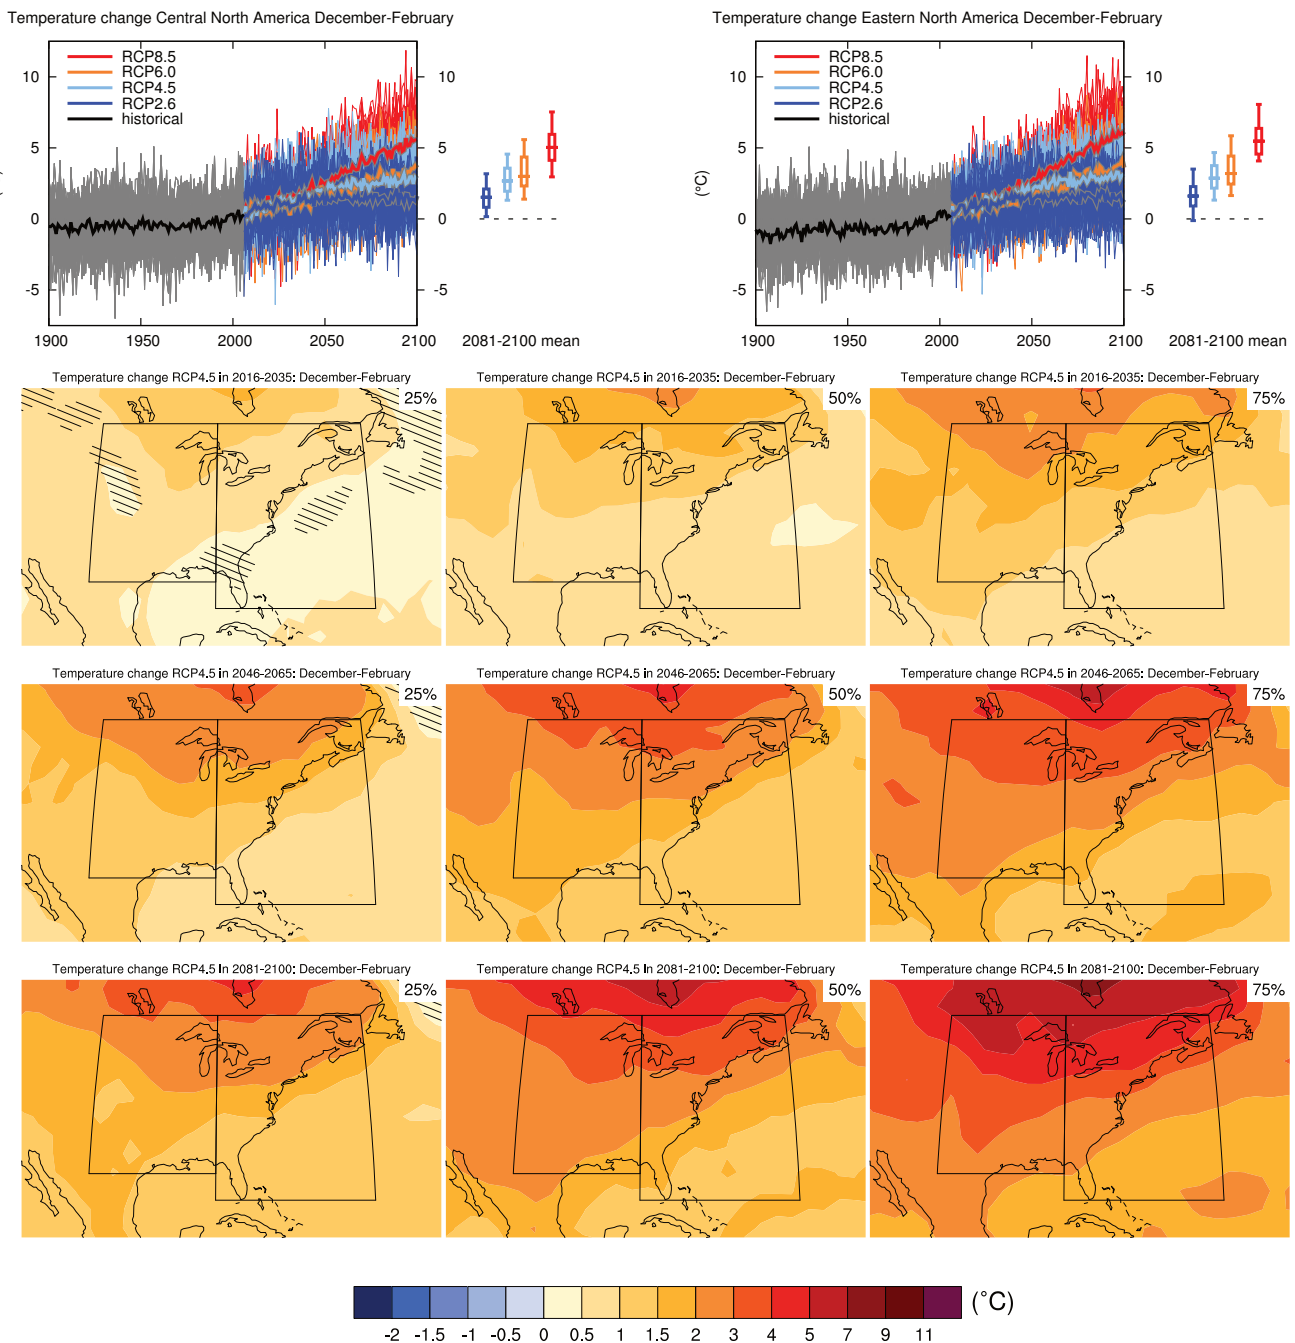 Temperature change Central North America December-February
Temperature change Eastern North America December-February
RCP8.5
RCP6.0
RCP4.5
RCP2.6
historical
10
5
0
-5
10
5
0
-5
1900
1950
2000
2050
2100
2081-2100 mean
RCP8.5
RCP6.0
RCP4.5
RCP2.6
historical
(°C)
10
5
0
-5
10
5
0
-5
1900
1950
2000
2050
2100
2081-2100 mean
Temperature change RCP4.5 in 2016-2035: December-February
25%
Temperature change RCP4.5 in 2016-2035: December-February
50%
Temperature change RCP4.5 in 2016-2035: December-February
75%
Temperature change RCP4.5 in 2046-2065: December-February
25%
Temperature change RCP4.5 in 2046-2065: December-February
50%
Temperature change RCP4.5 in 2046-2065: December-February
75%
Temperature change RCP4.5 in 2081-2100: December-February
25%
Temperature change RCP4.5 in 2081-2100: December-February
50%
Temperature change RCP4.5 in 2081-2100: December-February
75%
(°C)
-2 -1.5 -1 -0.5 0 0.5 1 1.5 2 3 4 5 7 9 11